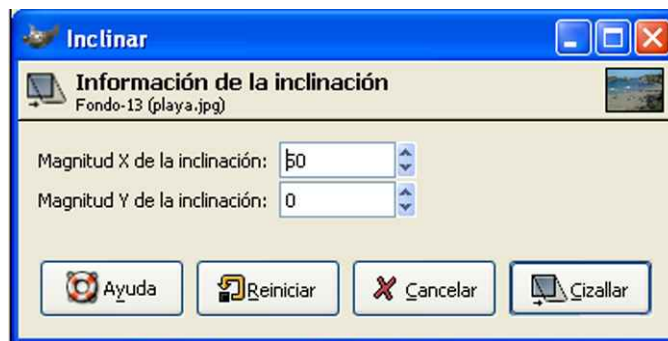 Inclinar
Información de la inclinación
Fondo-13 (playa.jpg)
Magnitud X de la inclinación: 50
Magnitud Y de la inclinación: 0
Ayuda Reiniciar Cancelar Cizallar